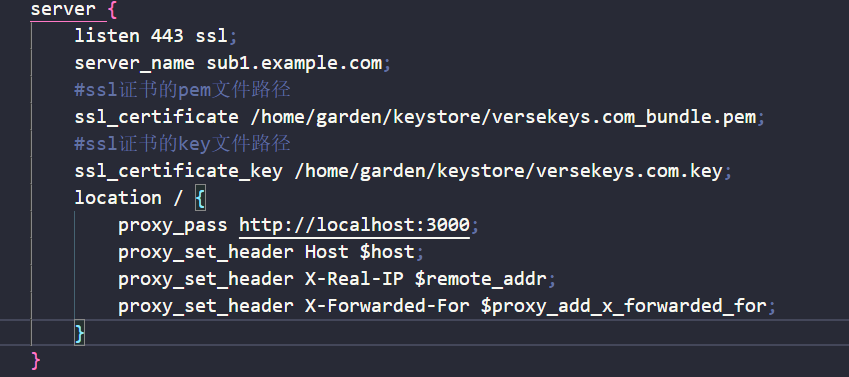 server {
listen 443 ssl;
server_name sub1.example.com;
#ssl证书的pem文件路径
ssl_certificate /home/garden/keystore/versekeys.com_bundle.pem;
#ssl证书的key文件路径
ssl_certificate_key /home/garden/keystore/versekeys.com.key;
location / {
proxy_pass http://localhost:3000;
proxy_set_header Host $host;
proxy_set_header X-Real-IP $remote_addr;
proxy_set_header X-Forwarded-For $proxy_add_x_forwarded_for;
}
}